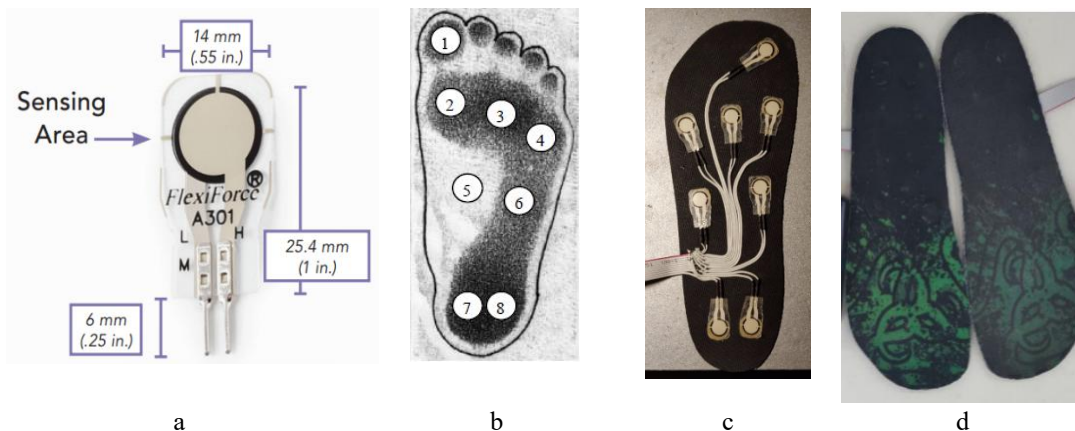 14 mm
(.55 in.)
Sensing
Area
FlexiForce®
A301
L
H
M
25.4 mm
(1 in.)
6 mm
(.25 in.)
1
2
3
4
5
6
7
8
a
b
c
d